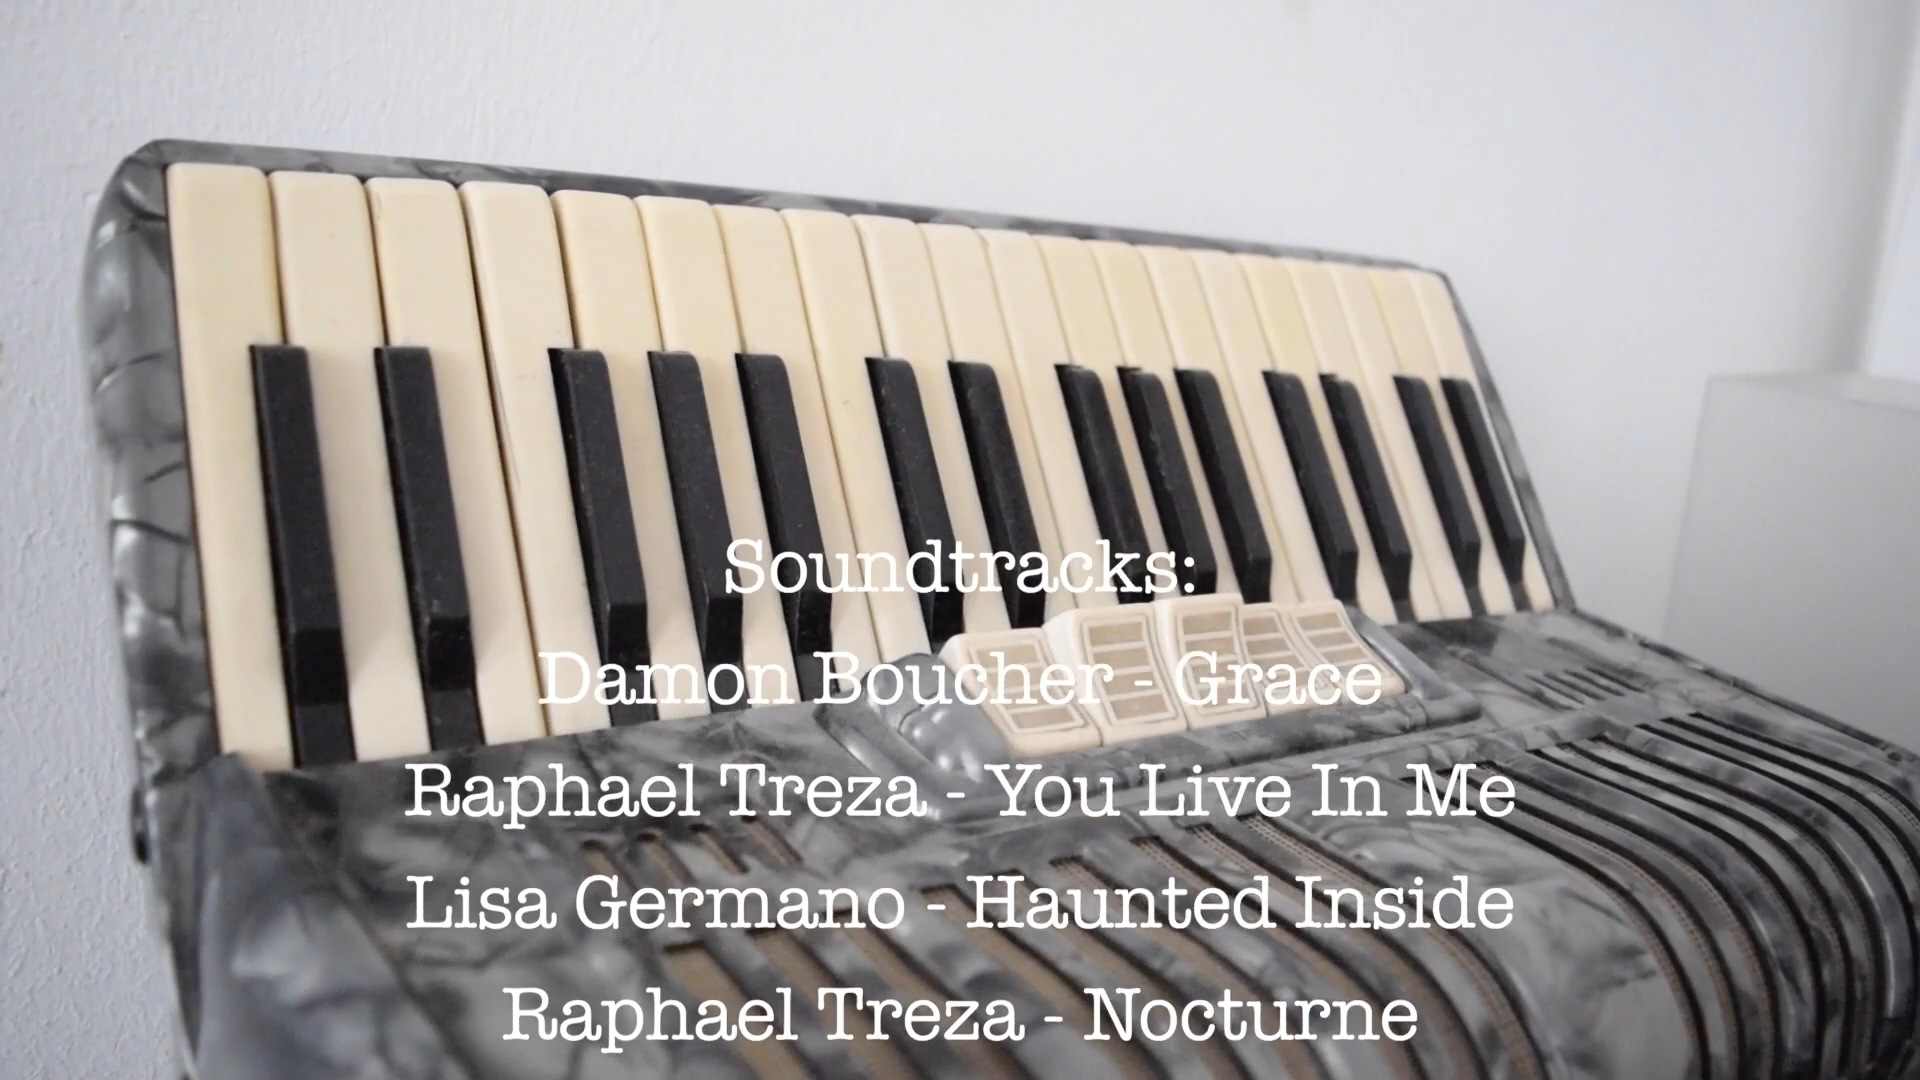 Soundtracks:
Damon Boucher - Grace
Raphael Treza - You Live In Me
Lisa Germano - Haunted Inside
Raphael Treza - Nocturne